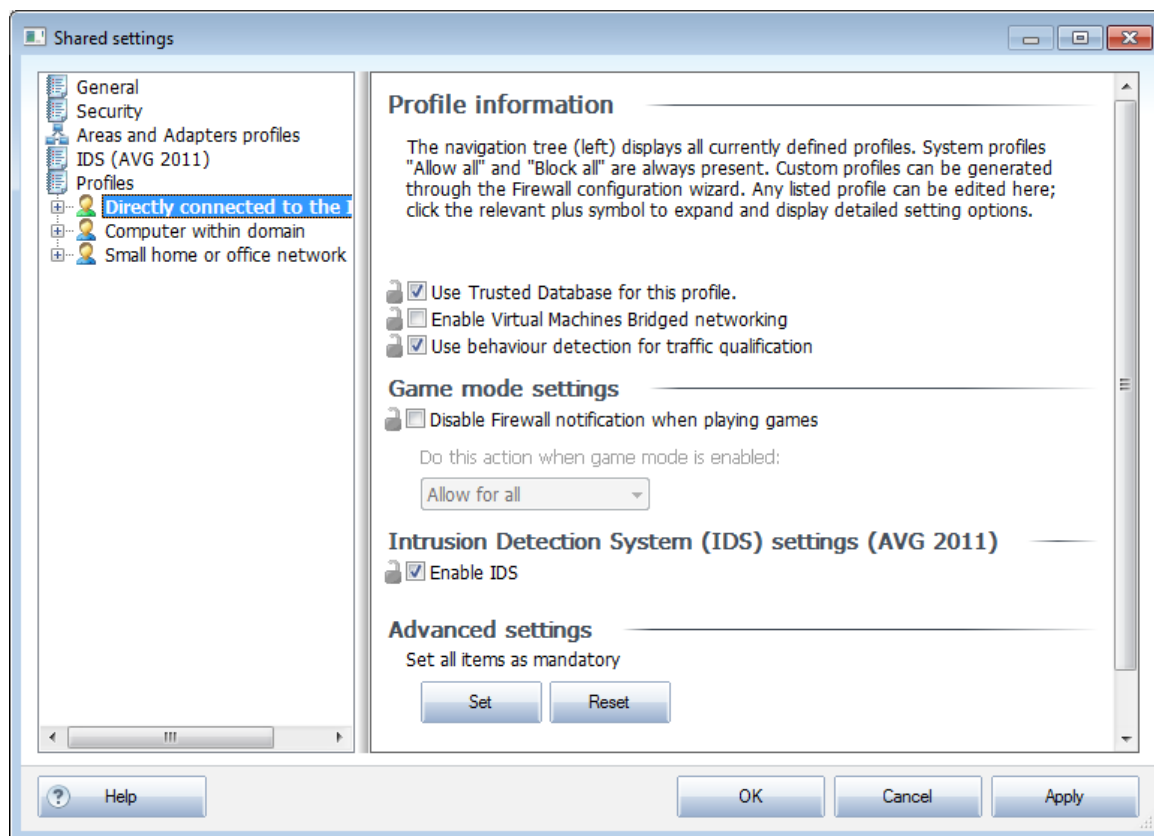 Shared settings
General
Security
Areas and Adapters profiles
IDS (AVG 2011)
Profiles
Directly connected to the
Computer within domain
Small home or office network
Profile information
The navigation tree (left) displays all currently defined profiles. System profiles
"Allow all" and "Block all" are always present. Custom profiles can be generated
through the Firewall configuration wizard. Any listed profile can be edited here;
click the relevant plus symbol to expand and display detailed setting options.
Use Trusted Database for this profile.
Enable Virtual Machines Bridged networking
Use behaviour detection for traffic qualification
Game mode settings
Disable Firewall notification when playing games
Do this action when game mode is enabled:
Allow for all
Intrusion Detection System (IDS) settings (AVG 2011)
Enable IDS
Advanced settings
Set all items as mandatory
Set Reset
? Help OK Cancel Apply